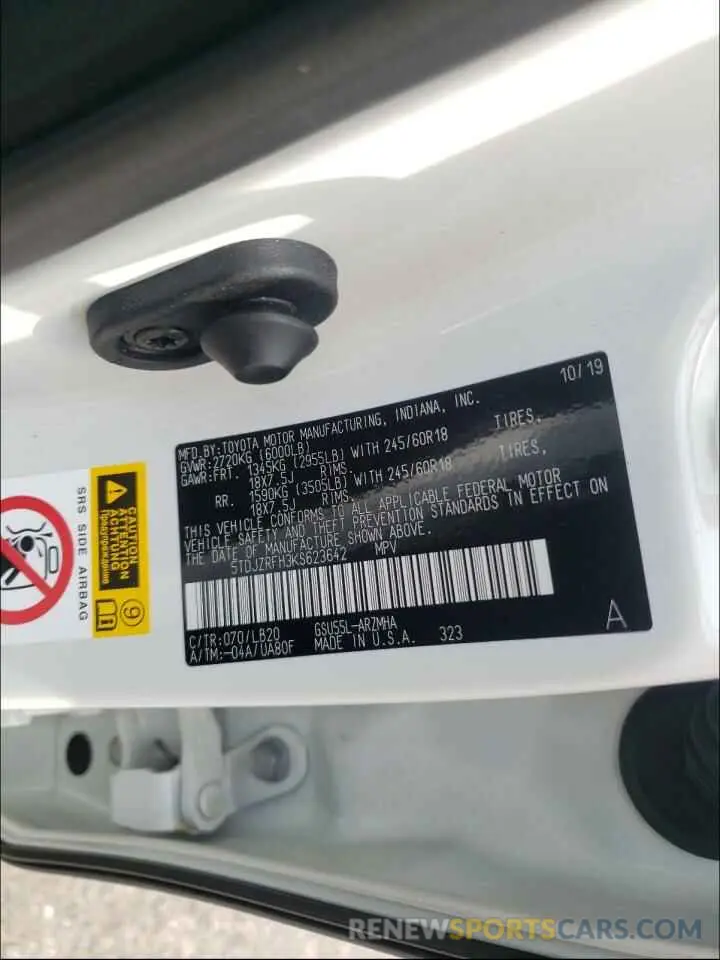 10/19
MFD.BY:TOYOTA MOTOR MANUFACTURING, INDIANA, INC.
GVWR:2720KG (6000LB)
GAWR:FRT. 1345KG (2955LB) WITH 245/60R18 TIRES,
18X7.5J RIMS.
RR. 1590KG (3505LB) WITH 245/60R18 TIRES,
18X7.5J RIMS.
THIS VEHICLE CONFORMS TO ALL APPLICABLE FEDERAL MOTOR
VEHICLE SAFETY AND THEFT PREVENTION STANDARDS IN EFFECT ON
THE DATE OF MANUFACTURE SHOWN ABOVE.
5TDJZRFH3KS623642 MPV
C/TR:070/LB20 GSU55L-ARZMHA
A/TM:-04A/UA80F MADE IN U.S.A. 323
A
SRS SIDE AIRBAG
CAUTION
ATTENTION
ACHTUNG
предупреждение
9
RENEWSPORTSCARS.COM